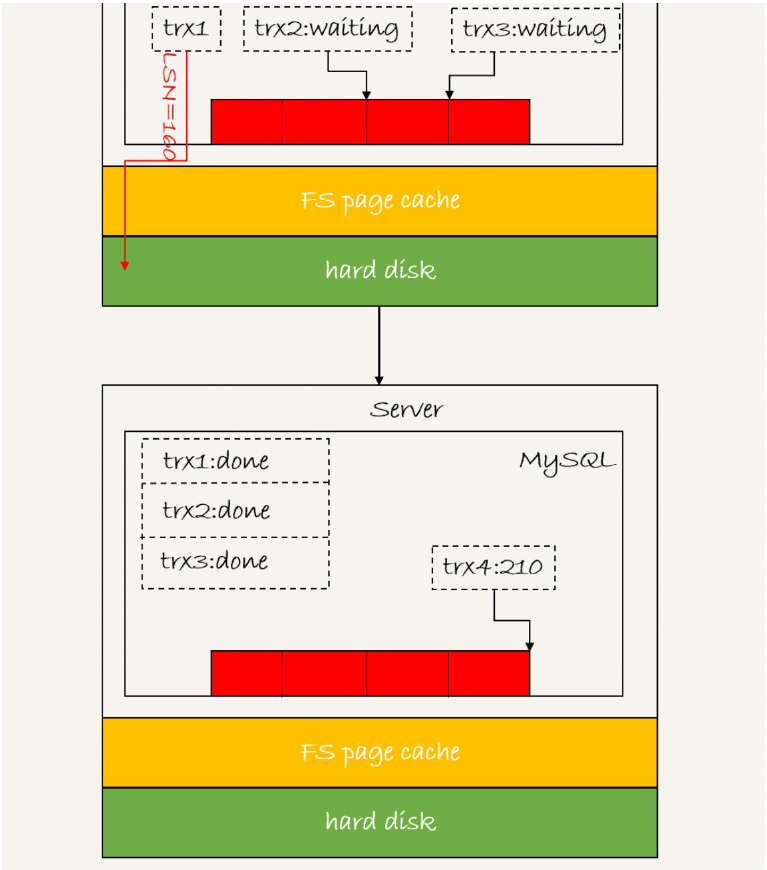 trx1
trx2:waiting
trx3:waiting
LSN=160
FS page cache
hard disk
Server
MySQL
trx1:done
trx2:done
trx3:done
trx4:210
FS page cache
hard disk